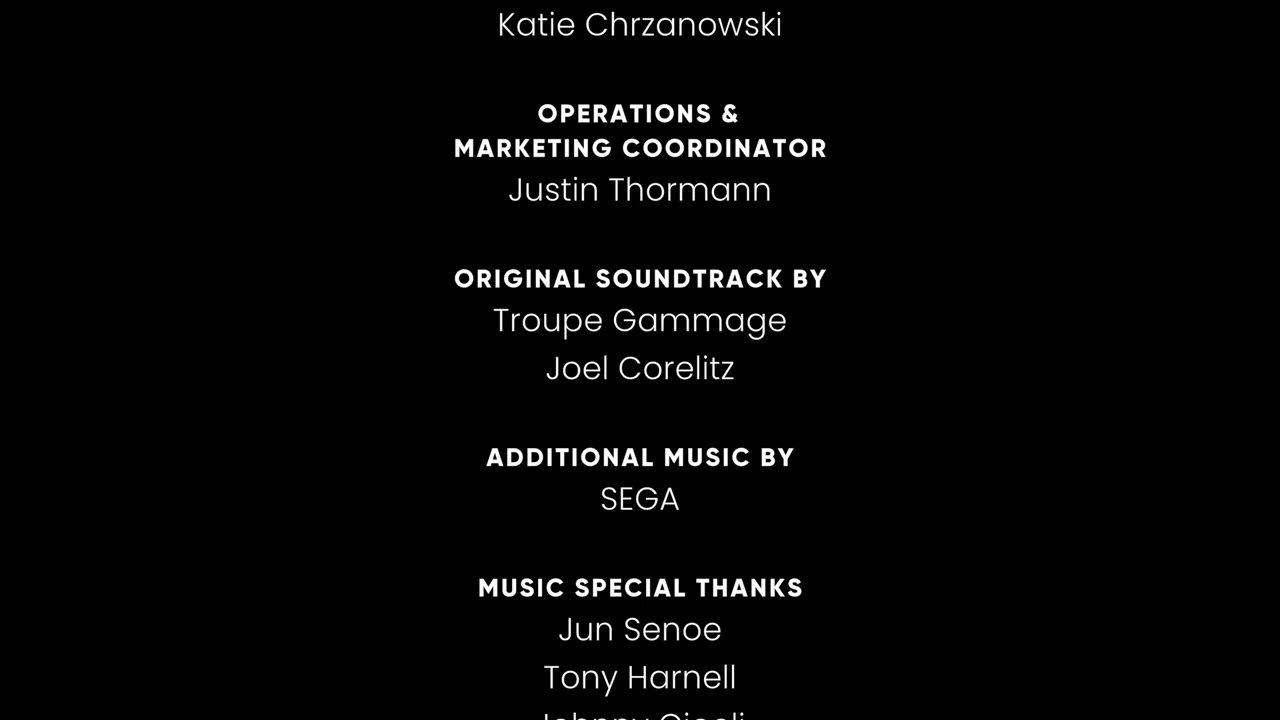 Katie Chrzanowski
OPERATIONS &
MARKETING COORDINATOR
Justin Thormann
ORIGINAL SOUNDTRACK BY
Troupe Gammage
Joel Corelitz
ADDITIONAL MUSIC BY
SEGA
MUSIC SPECIAL THANKS
Jun Senoe
Tony Harnell